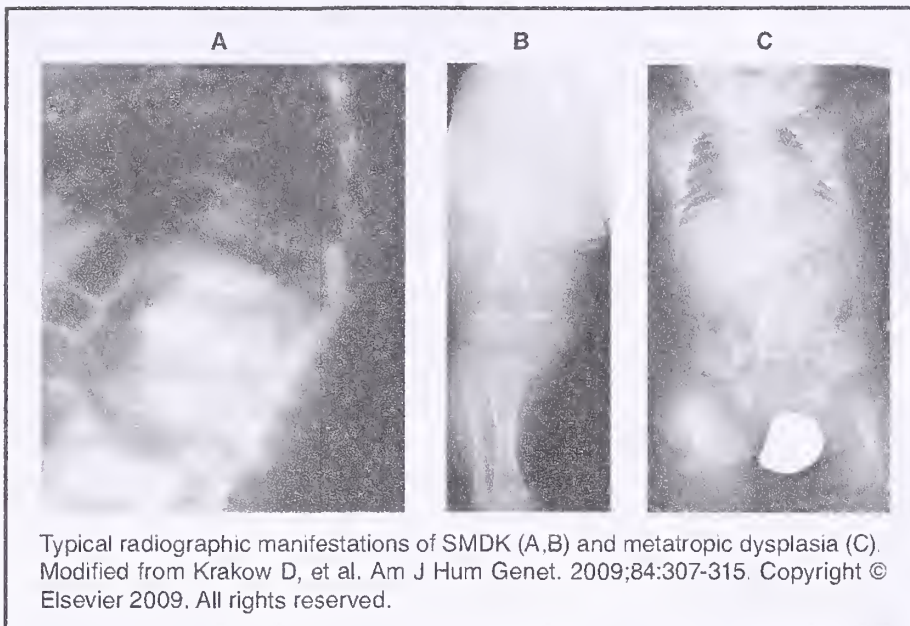 A B C
Typical radiographic manifestations of SMDK (A,B) and metatropic dysplasia (C).
Modified from Krakow D, et al. Am J Hum Genet. 2009;84:307-315. Copyright ©
Elsevier 2009. All rights reserved.